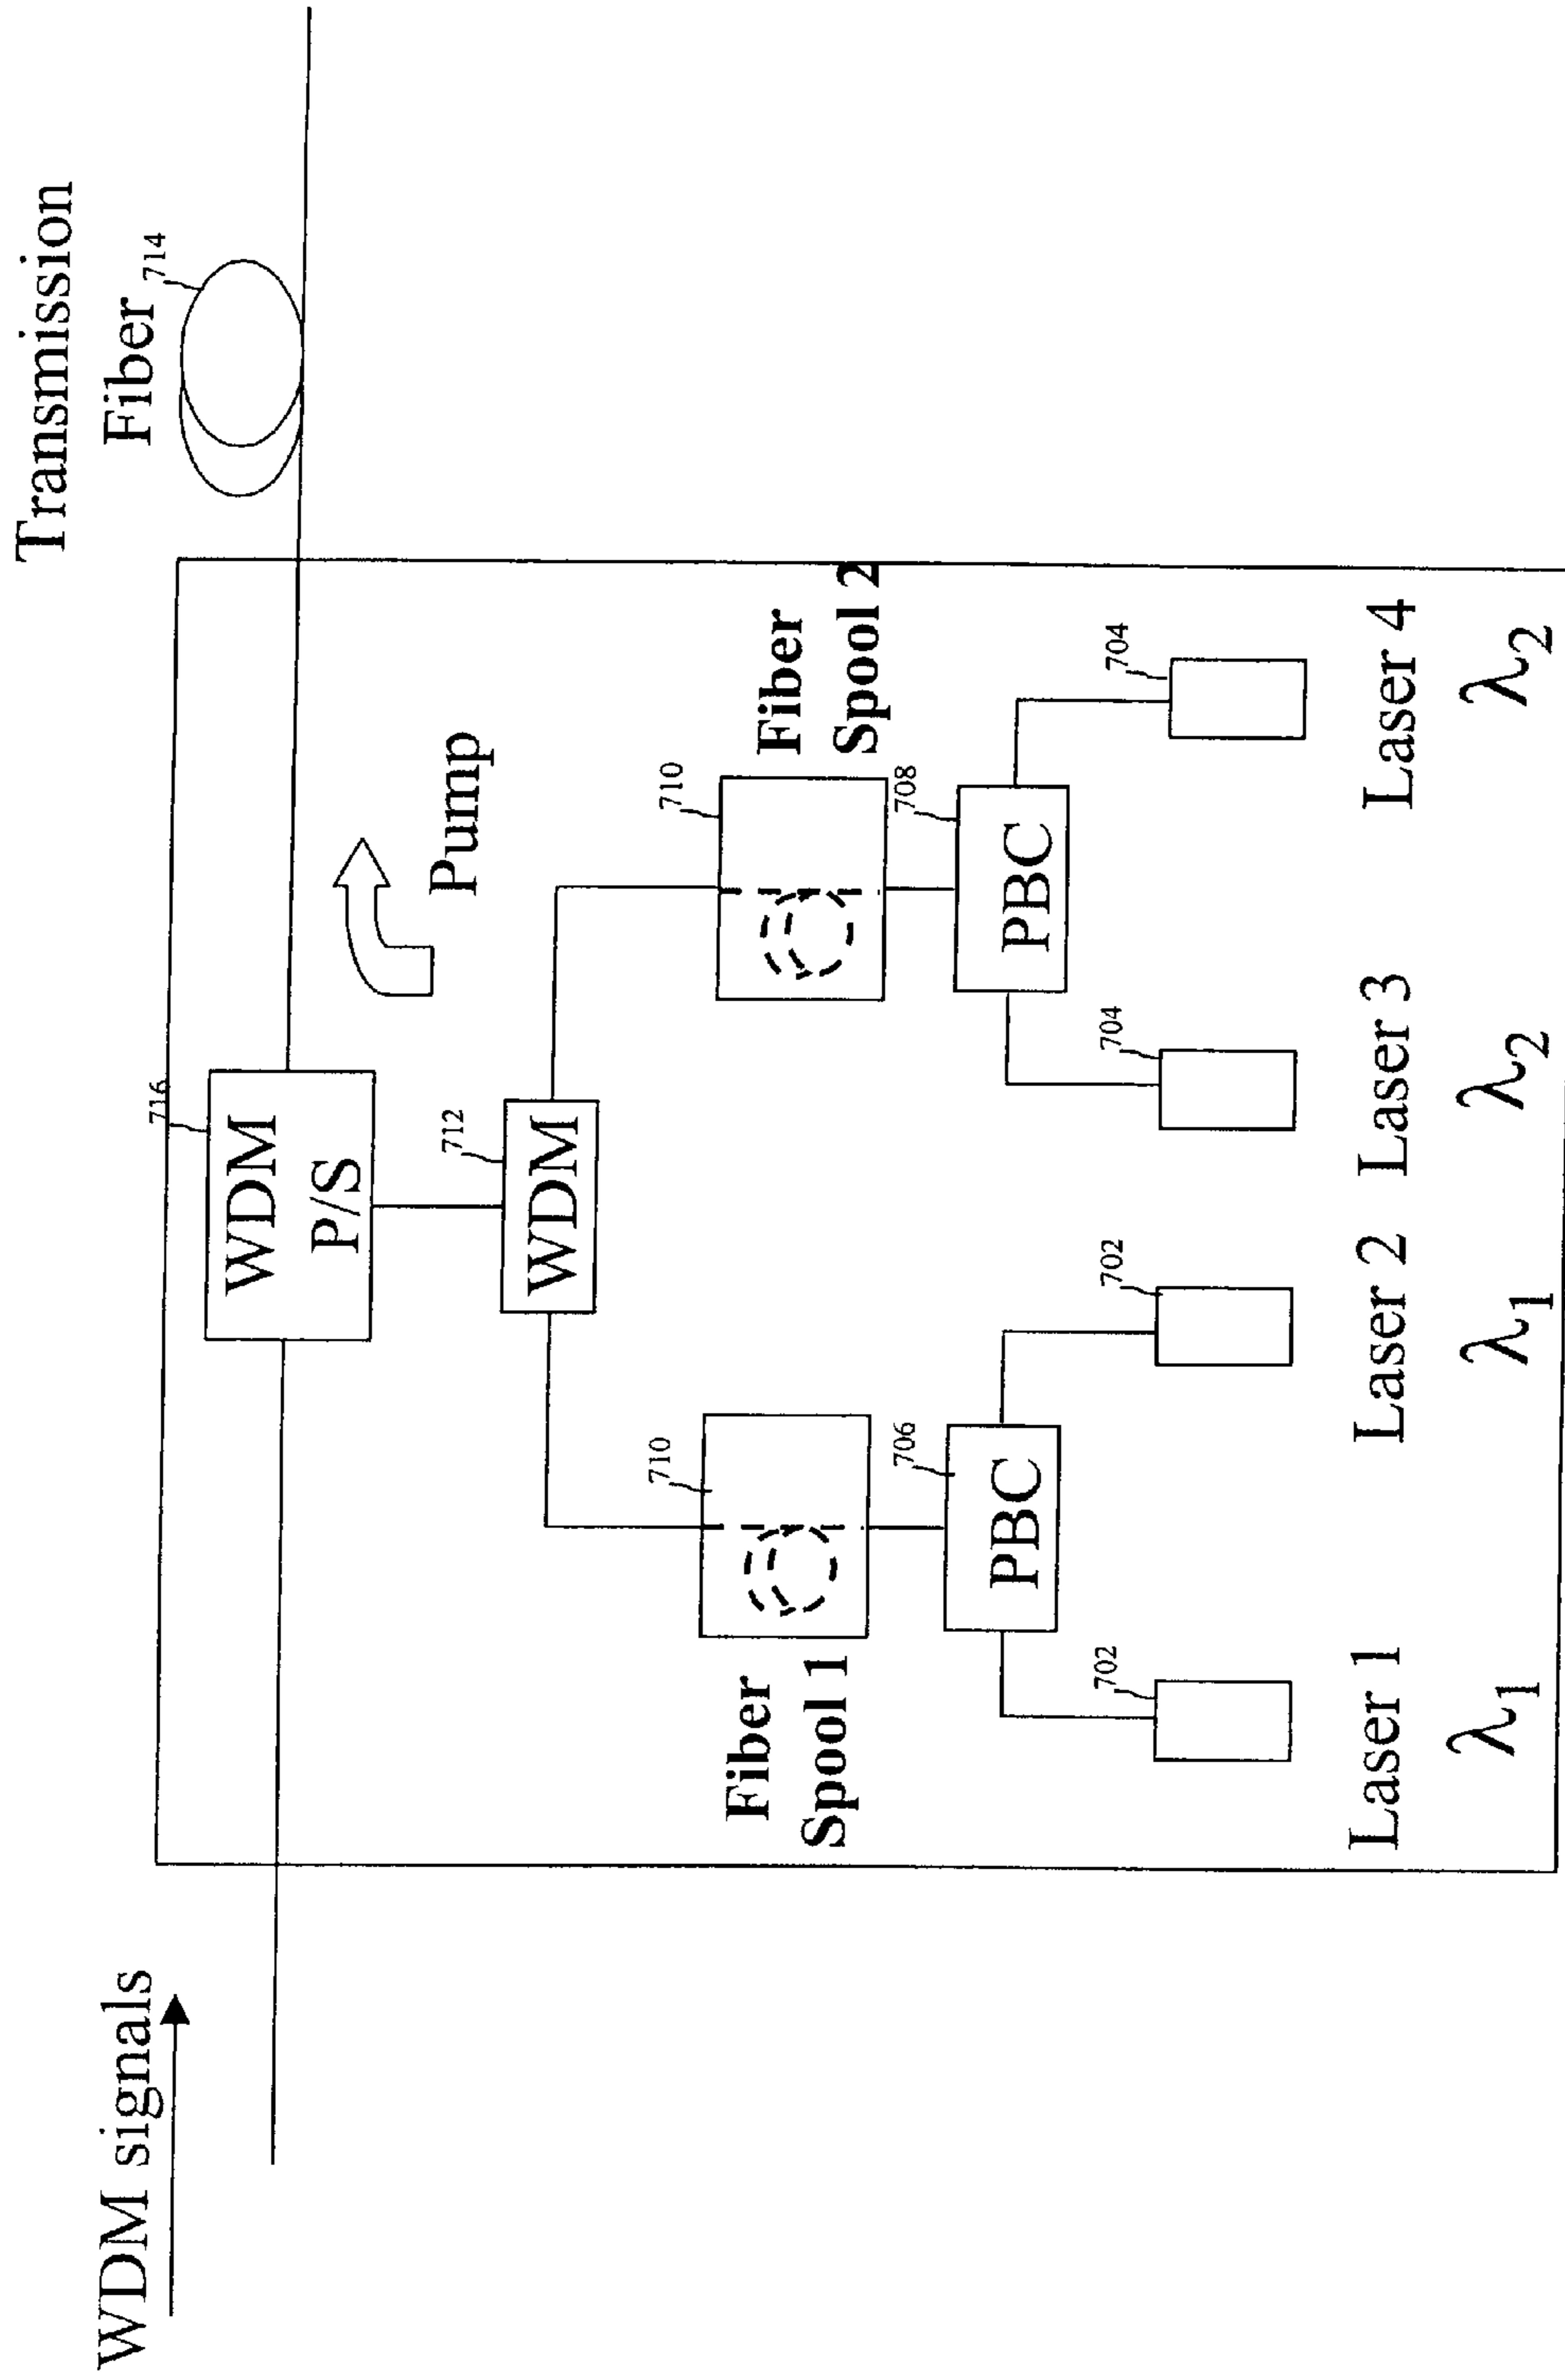 WDM signals
Transmission
Fiber
714
716
WDM
P/S
Pump
712
WDM
710
Fiber
Spool 1
710
Fiber
Spool 2
706
PBC
708
PBC
702
702
704
704
Laser 1
Laser 2
Laser 3
Laser 4
λ1
λ1
λ2
λ2